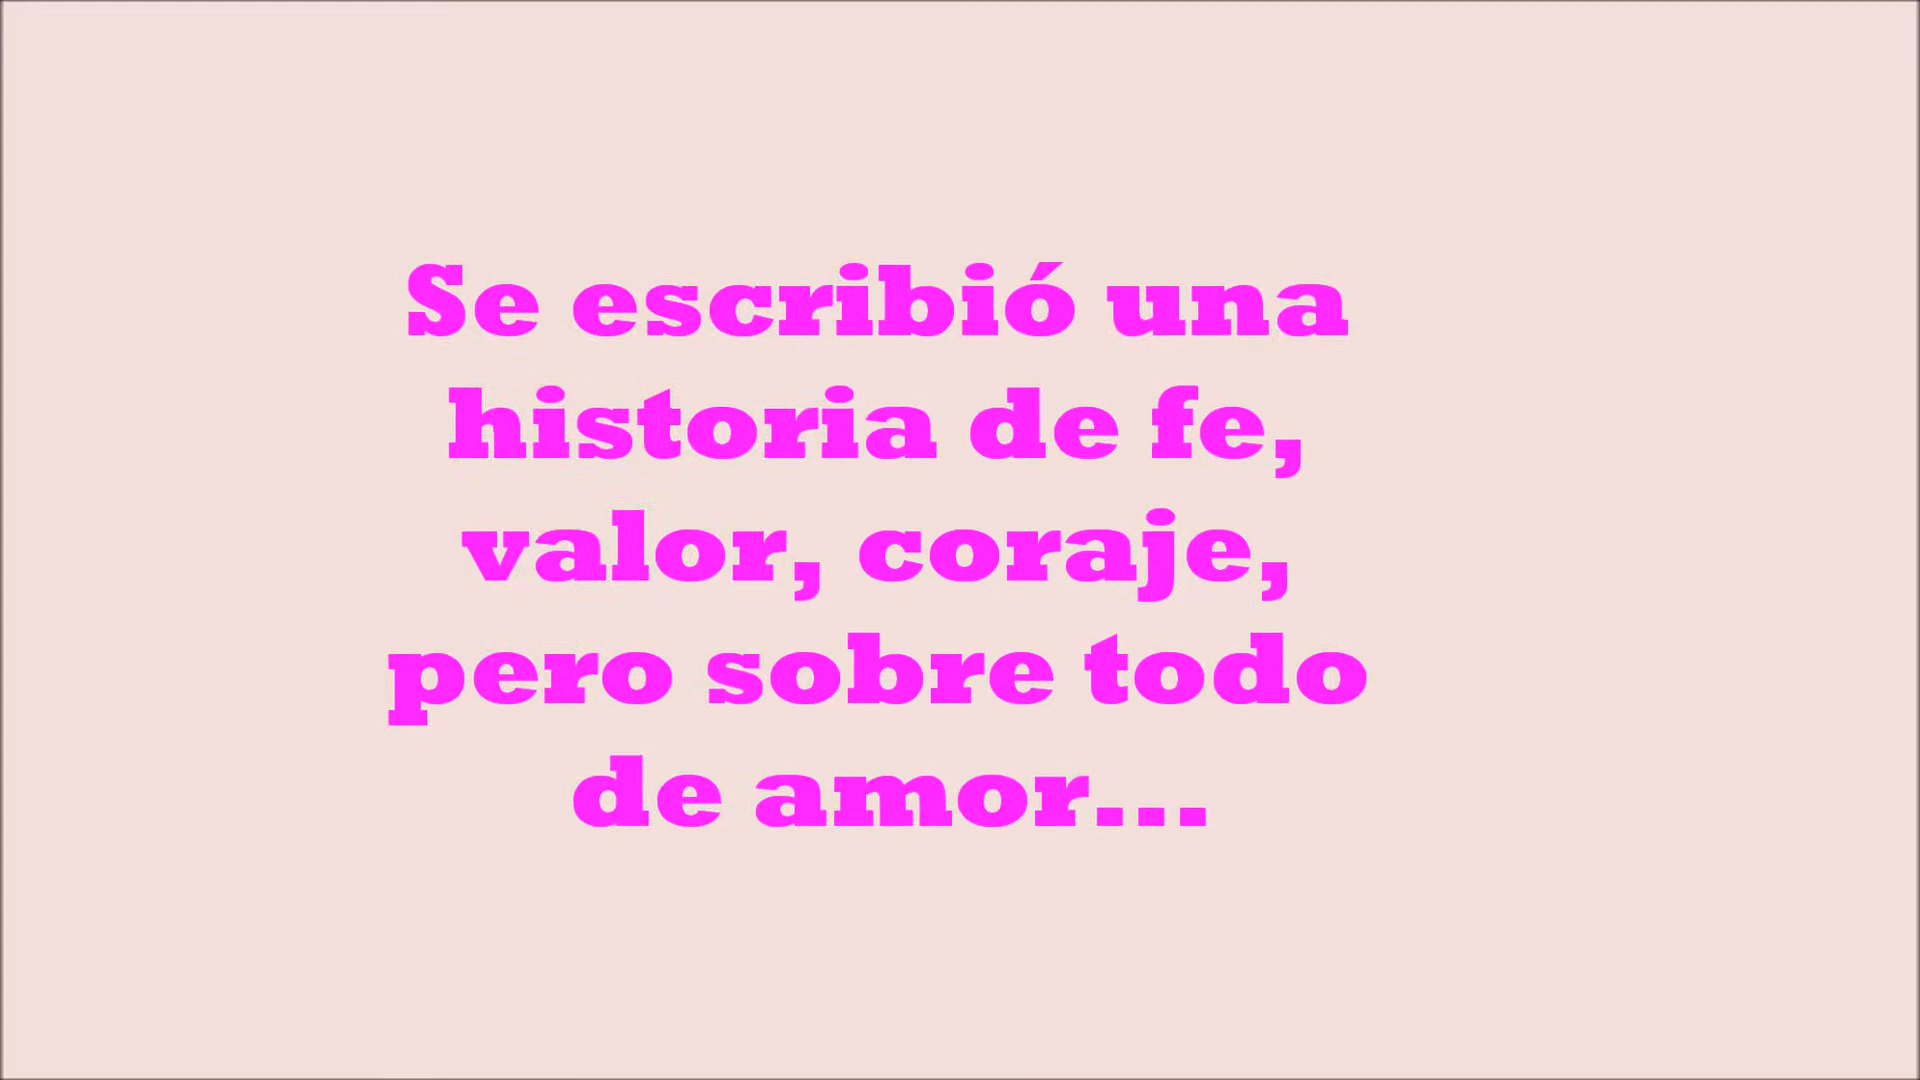 Se escribió una
historia de fe,
valor, coraje,
pero sobre todo
de amor...